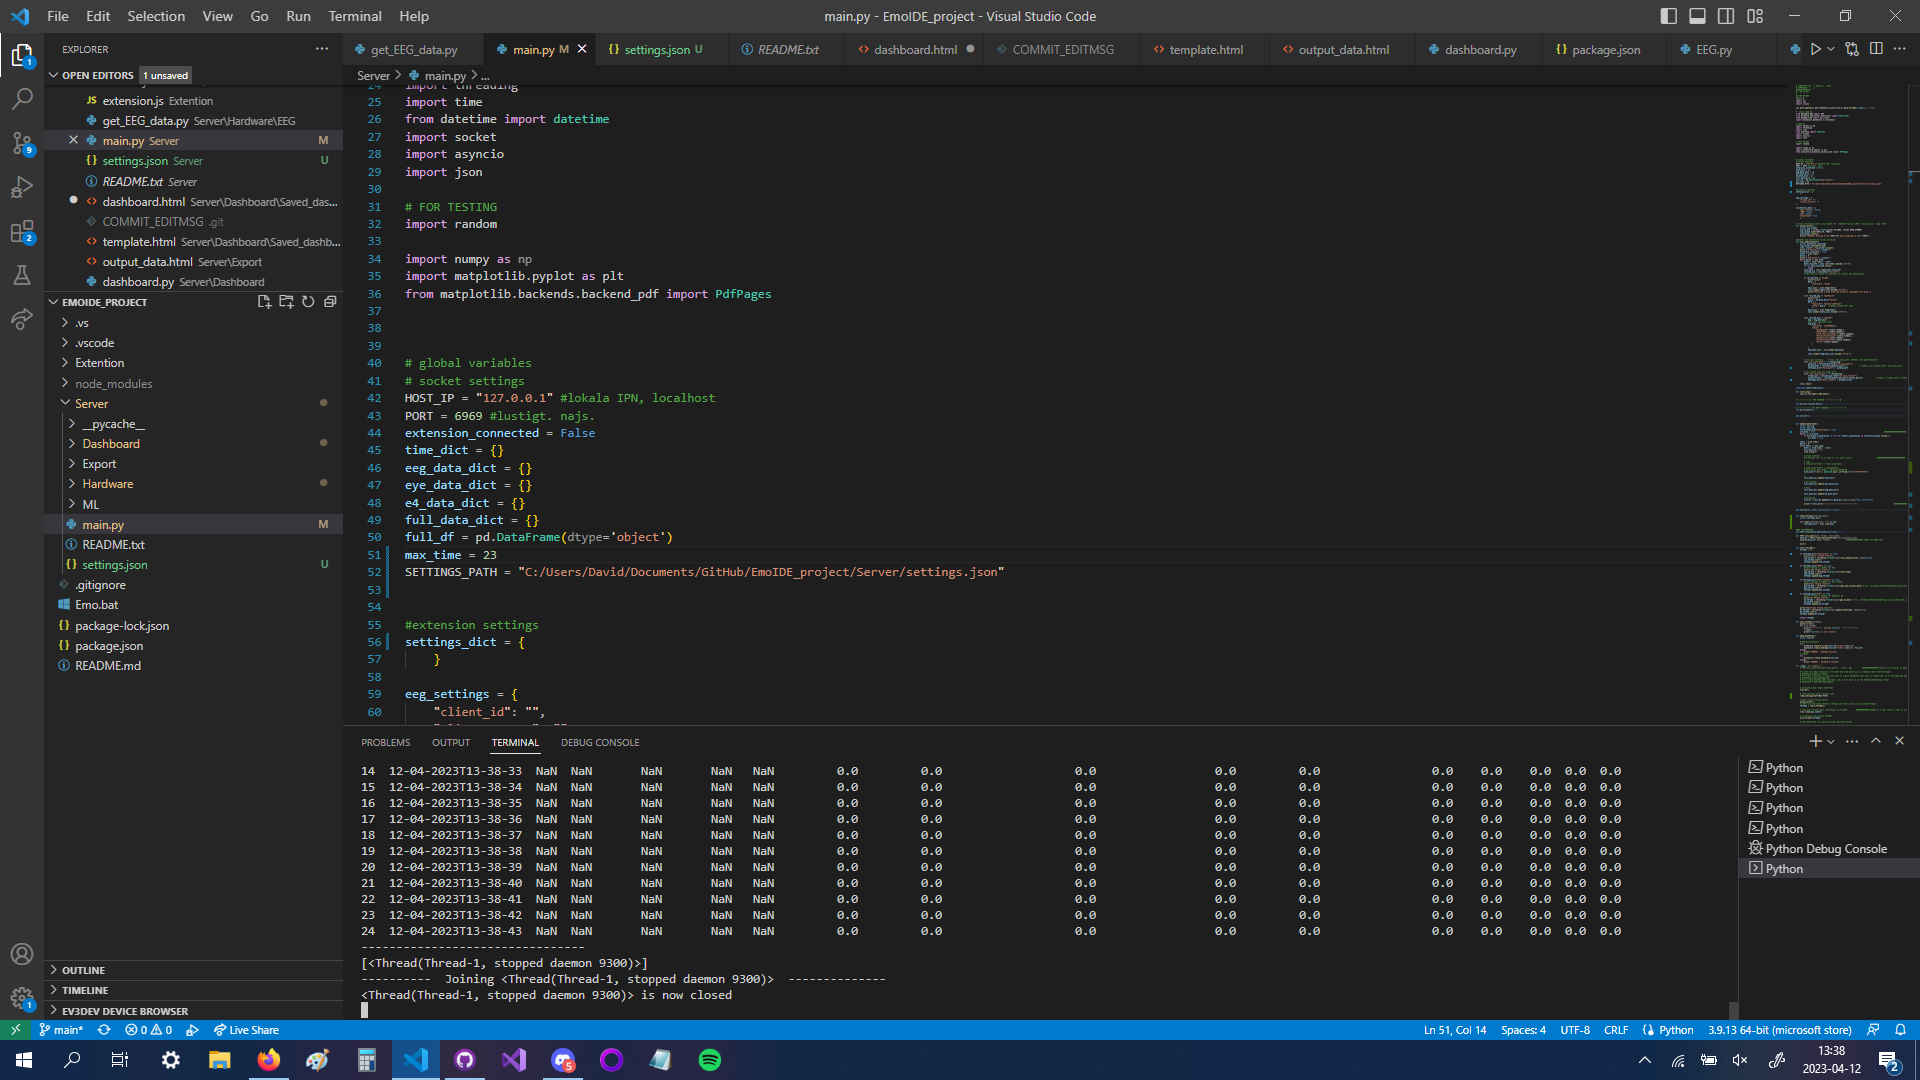 File Edit Selection View Go Run Terminal Help
main.py - EmoIDE_project - Visual Studio Code
EXPLORER
get_EEG_data.py
main.py M
settings.json U
README.txt
dashboard.html
COMMIT_EDITMSG
template.html
output_data.html
dashboard.py
package.json
EEG.py
OPEN EDITORS 1 unsaved
extension.js Extention
get_EEG_data.py Server\Hardware\EEG
main.py Server M
settings.json Server U
README.txt Server
dashboard.html Server\Dashboard\Saved_das...
COMMIT_EDITMSG .git
template.html Server\Dashboard\Saved_dashb...
output_data.html Server\Export
dashboard.py Server\Dashboard
EMOIDE_PROJECT
.vs
.vscode
Extention
node_modules
Server
__pycache__
Dashboard
Export
Hardware
ML
main.py M
README.txt
settings.json U
.gitignore
Emo.bat
package-lock.json
package.json
README.md
OUTLINE
TIMELINE
EV3DEV DEVICE BROWSER
Server > main.py > ...
24 import threading
25 import time
26 from datetime import datetime
27 import socket
28 import asyncio
29 import json
30
31 # FOR TESTING
32 import random
33
34 import numpy as np
35 import matplotlib.pyplot as plt
36 from matplotlib.backends.backend_pdf import PdfPages
37
38
39
40 # global variables
41 # socket settings
42 HOST_IP = "127.0.0.1" #lokala IPN, localhost
43 PORT = 6969 #lustigt. najs.
44 extension_connected = False
45 time_dict = {}
46 eeg_data_dict = {}
47 eye_data_dict = {}
48 e4_data_dict = {}
49 full_data_dict = {}
50 full_df = pd.DataFrame(dtype='object')
51 max_time = 23
52 SETTINGS_PATH = "C:/Users/David/Documents/GitHub/EmoIDE_project/Server/settings.json"
53
54
55 #extension settings
56 settings_dict = {
57 }
58
59 eeg_settings = {
60 "client_id": "",
PROBLEMS OUTPUT TERMINAL DEBUG CONSOLE
14 12-04-2023T13-38-33 NaN NaN NaN NaN NaN 0.0 0.0 0.0 0.0 0.0 0.0 0.0 0.0 0.0 0.0
15 12-04-2023T13-38-34 NaN NaN NaN NaN NaN 0.0 0.0 0.0 0.0 0.0 0.0 0.0 0.0 0.0 0.0
16 12-04-2023T13-38-35 NaN NaN NaN NaN NaN 0.0 0.0 0.0 0.0 0.0 0.0 0.0 0.0 0.0 0.0
17 12-04-2023T13-38-36 NaN NaN NaN NaN NaN 0.0 0.0 0.0 0.0 0.0 0.0 0.0 0.0 0.0 0.0
18 12-04-2023T13-38-37 NaN NaN NaN NaN NaN 0.0 0.0 0.0 0.0 0.0 0.0 0.0 0.0 0.0 0.0
19 12-04-2023T13-38-38 NaN NaN NaN NaN NaN 0.0 0.0 0.0 0.0 0.0 0.0 0.0 0.0 0.0 0.0
20 12-04-2023T13-38-39 NaN NaN NaN NaN NaN 0.0 0.0 0.0 0.0 0.0 0.0 0.0 0.0 0.0 0.0
21 12-04-2023T13-38-40 NaN NaN NaN NaN NaN 0.0 0.0 0.0 0.0 0.0 0.0 0.0 0.0 0.0 0.0
22 12-04-2023T13-38-41 NaN NaN NaN NaN NaN 0.0 0.0 0.0 0.0 0.0 0.0 0.0 0.0 0.0 0.0
23 12-04-2023T13-38-42 NaN NaN NaN NaN NaN 0.0 0.0 0.0 0.0 0.0 0.0 0.0 0.0 0.0 0.0
24 12-04-2023T13-38-43 NaN NaN NaN NaN NaN 0.0 0.0 0.0 0.0 0.0 0.0 0.0 0.0 0.0 0.0
--------------------------------
[<Thread(Thread-1, stopped daemon 9300)>]
---------- Joining <Thread(Thread-1, stopped daemon 9300)> --------------
<Thread(Thread-1, stopped daemon 9300)> is now closed
Python
Python
Python
Python
Python Debug Console
Python
main* 0 0 Live Share
Ln 51, Col 14 Spaces: 4 UTF-8 CRLF Python 3.9.13 64-bit (microsoft store)
13:38
2023-04-12